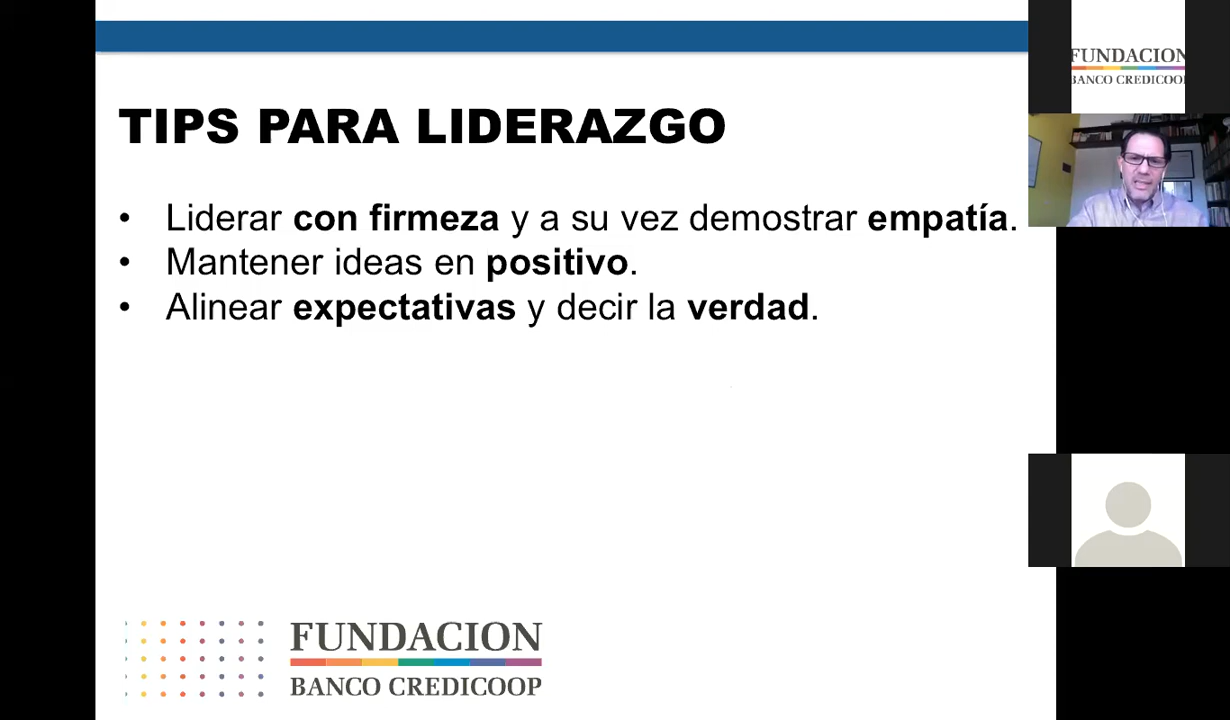 TIPS PARA LIDERAZGO
• Liderar con firmeza y a su vez demostrar empatía.
• Mantener ideas en positivo.
• Alinear expectativas y decir la verdad.
FUNDACION
BANCO CREDICOOP
FUNDACION
BANCO CREDICOOP